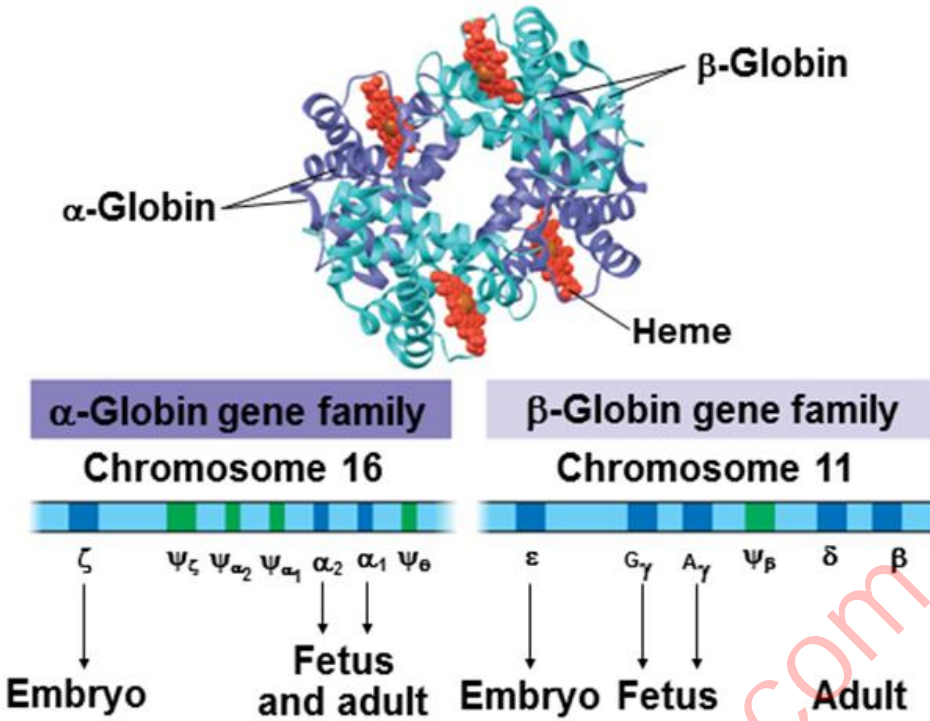 β-Globin
α-Globin
Heme
α-Globin gene family
β-Globin gene family
Chromosome 16
Chromosome 11
ζ ψζ ψα2 ψα1 α2 α1 ψθ
ε Gγ Aγ ψβ δ β
Embryo
Fetus
and adult
Embryo Fetus Adult
com